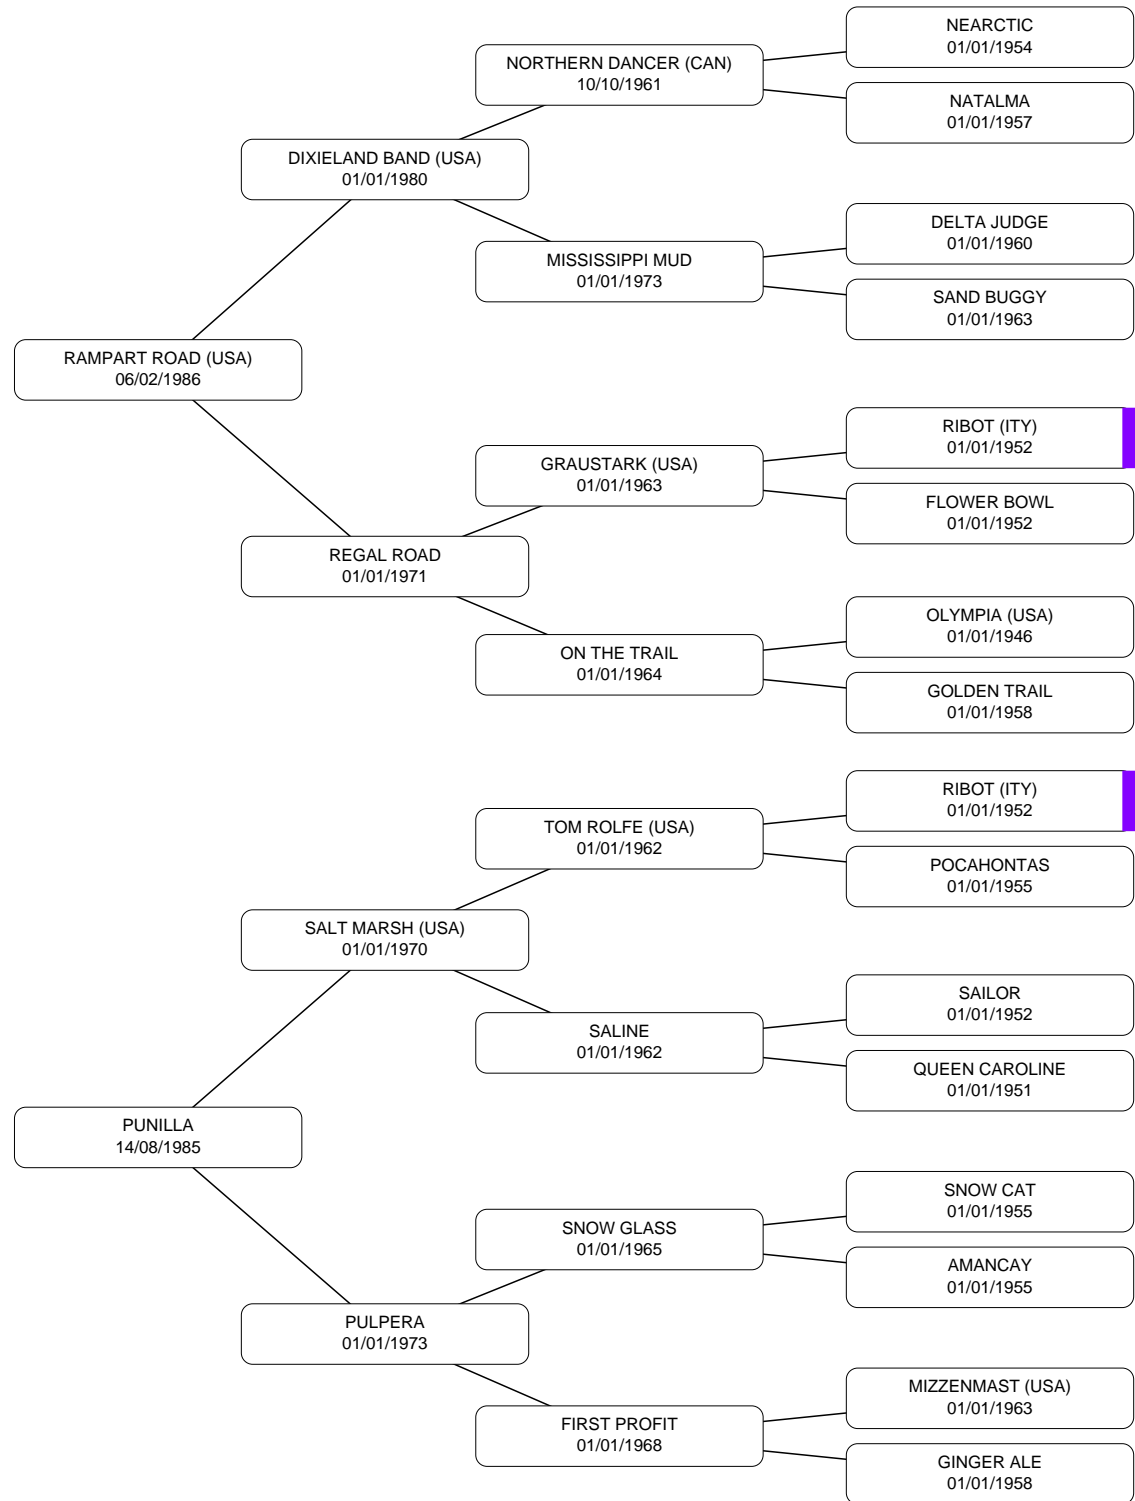 NEARCTIC
01/01/1954
NORTHERN DANCER (CAN)
10/10/1961
NATALMA
01/01/1957
DIXIELAND BAND (USA)
01/01/1980
DELTA JUDGE
01/01/1960
MISSISSIPPI MUD
01/01/1973
SAND BUGGY
01/01/1963
RAMPART ROAD (USA)
06/02/1986
RIBOT (ITY)
01/01/1952
GRAUSTARK (USA)
01/01/1963
FLOWER BOWL
01/01/1952
REGAL ROAD
01/01/1971
OLYMPIA (USA)
01/01/1946
ON THE TRAIL
01/01/1964
GOLDEN TRAIL
01/01/1958
RIBOT (ITY)
01/01/1952
TOM ROLFE (USA)
01/01/1962
POCAHONTAS
01/01/1955
SALT MARSH (USA)
01/01/1970
SAILOR
01/01/1952
SALINE
01/01/1962
QUEEN CAROLINE
01/01/1951
PUNILLA
14/08/1985
SNOW CAT
01/01/1955
SNOW GLASS
01/01/1965
AMANCAY
01/01/1955
PULPERA
01/01/1973
MIZZENMAST (USA)
01/01/1963
FIRST PROFIT
01/01/1968
GINGER ALE
01/01/1958